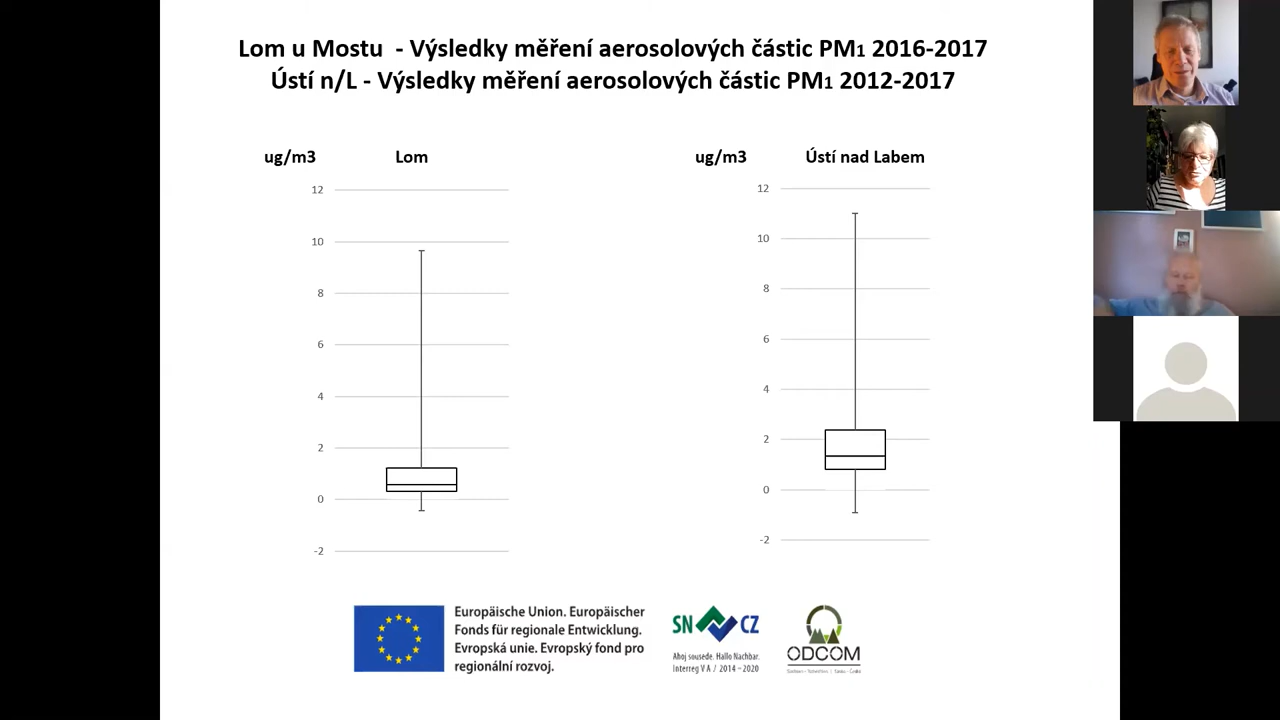 Lom u Mostu - Výsledky měření aerosolových částic PM1 2016-2017
Ústí n/L - Výsledky měření aerosolových částic PM1 2012-2017
ug/m3 Lom
12
10
8
6
4
2
0
-2
ug/m3 Ústí nad Labem
12
10
8
6
4
2
0
-2
Europäische Union. Europäischer
Fonds für regionale Entwicklung.
Evropská unie. Evropský fond pro
regionální rozvoj.
SN CZ
Ahoj sousede. Hallo Nachbar.
Interreg V A / 2014–2020
ODCOM